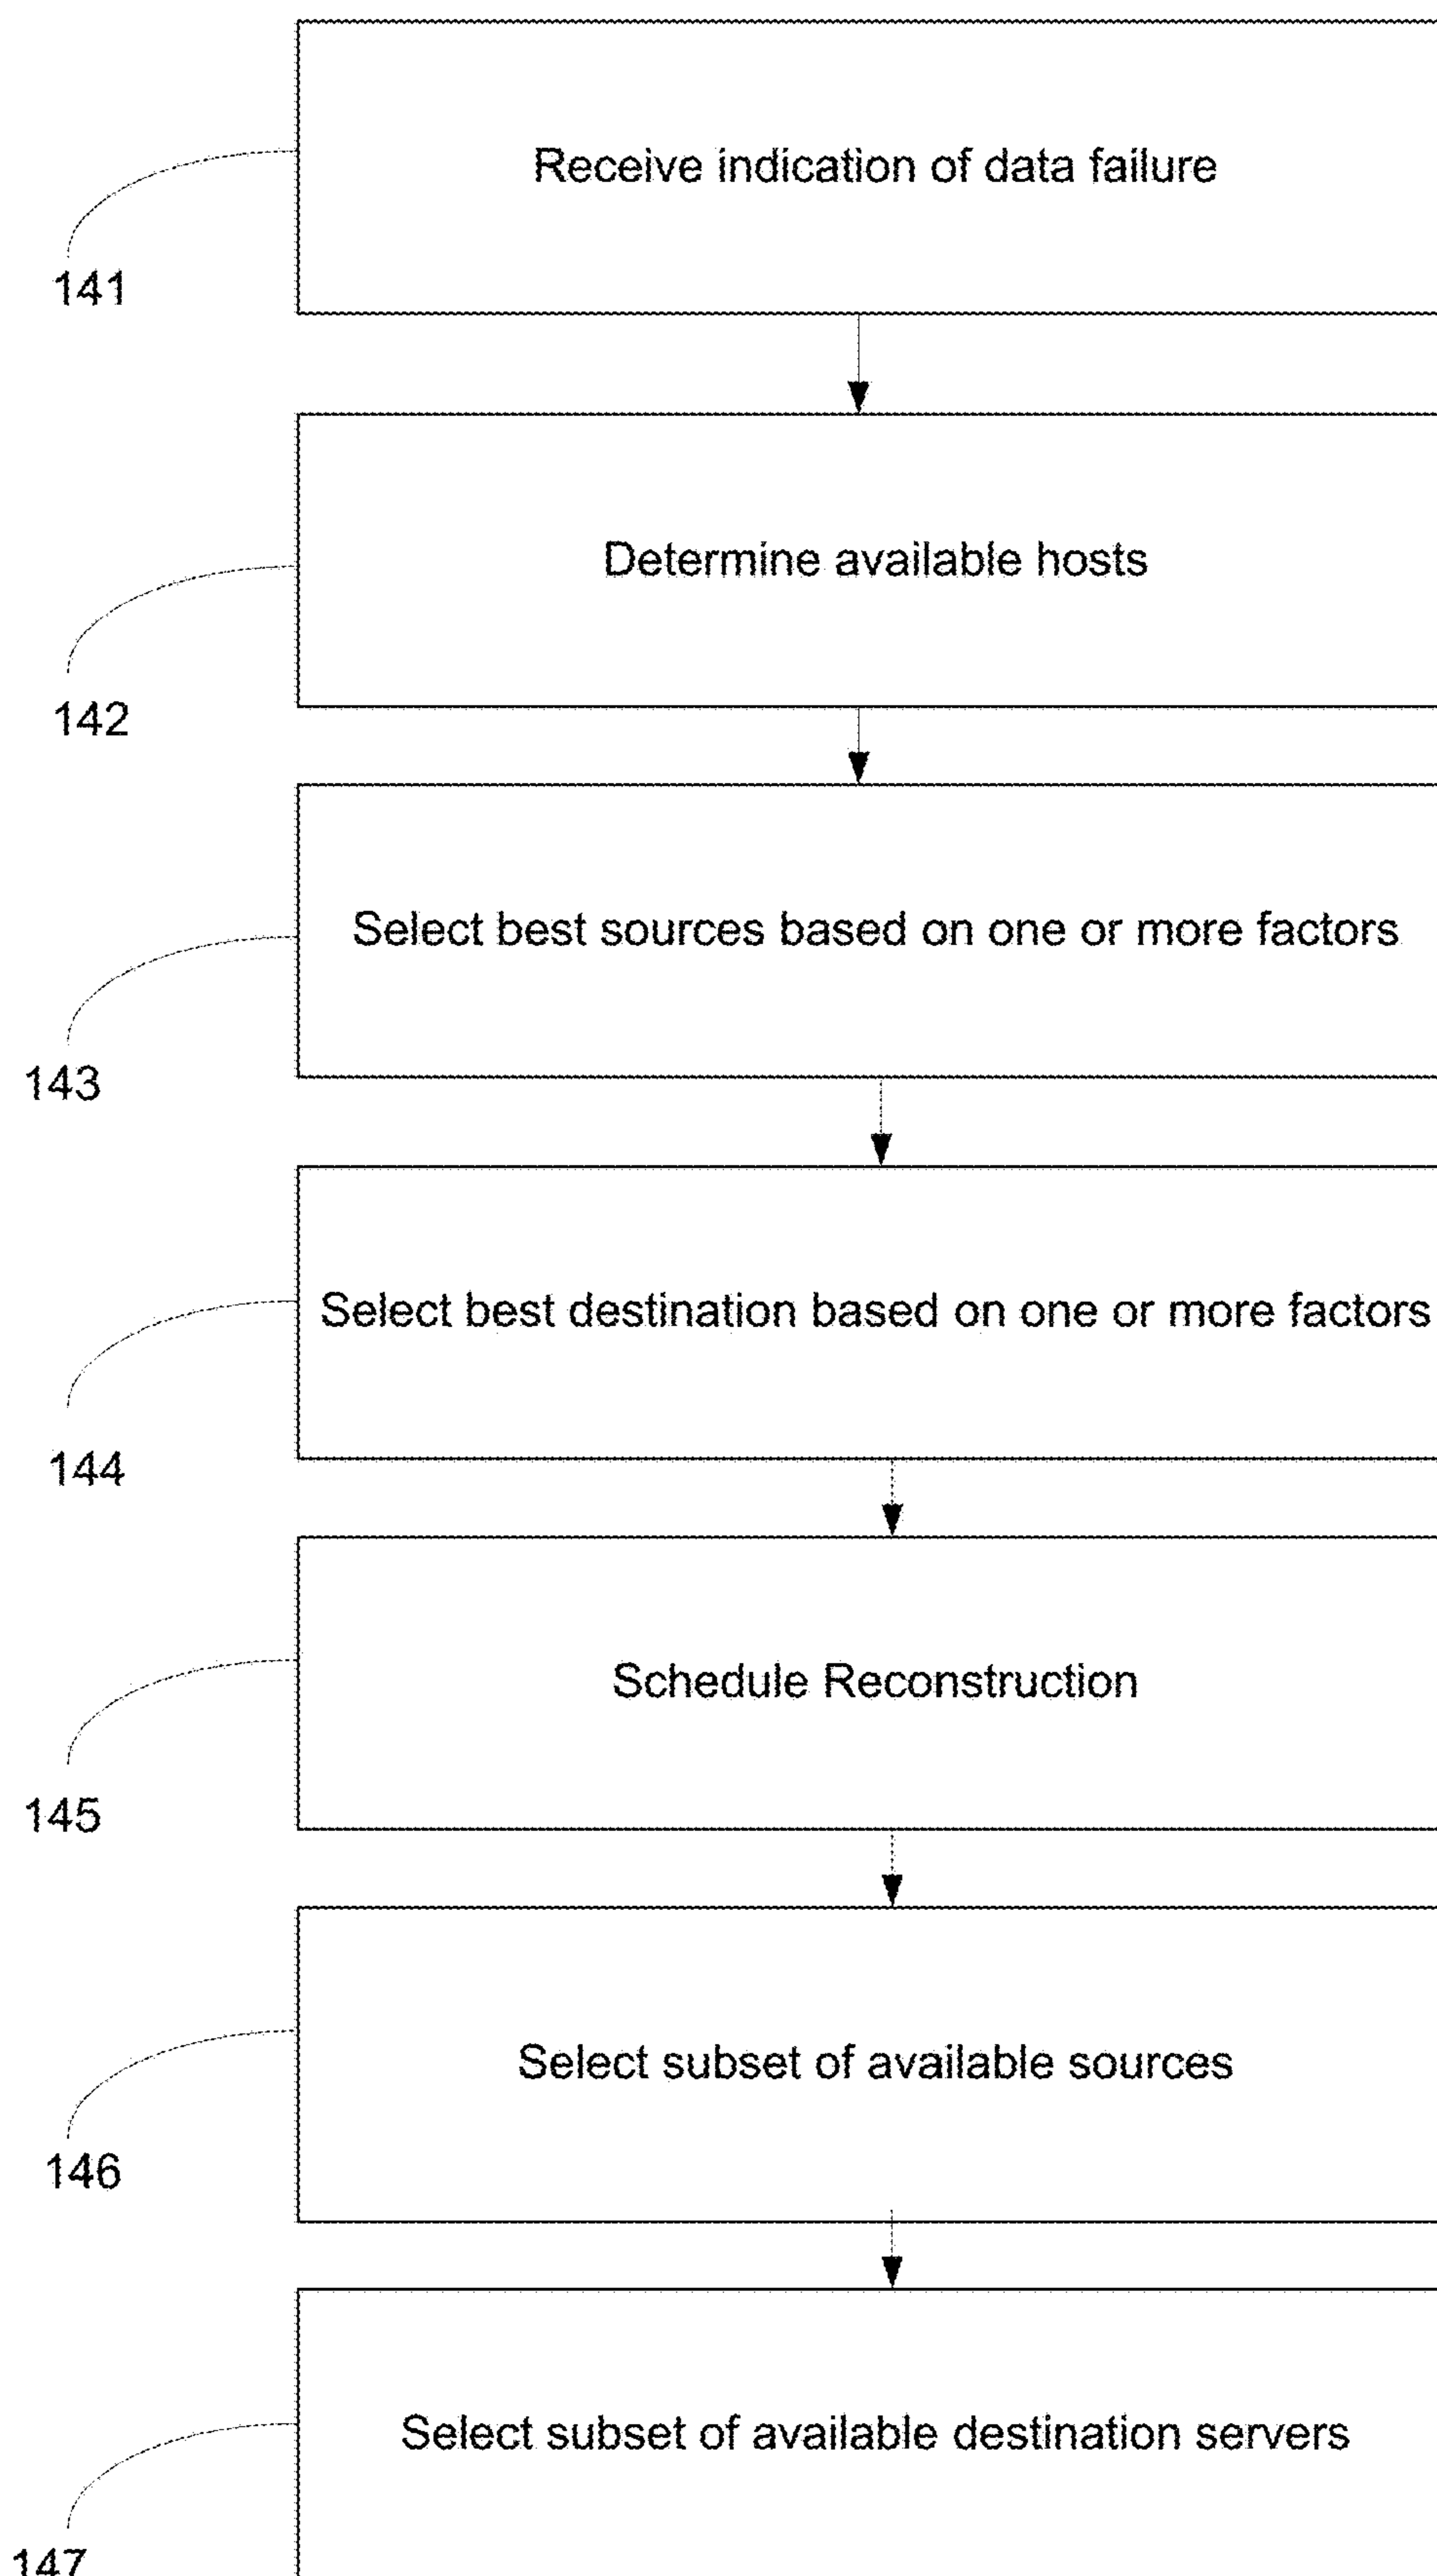 Receive indication of data failure
141
Determine available hosts
142
Select best sources based on one or more factors
143
Select best destination based on one or more factors
144
Schedule Reconstruction
145
Select subset of available sources
146
Select subset of available destination servers
147